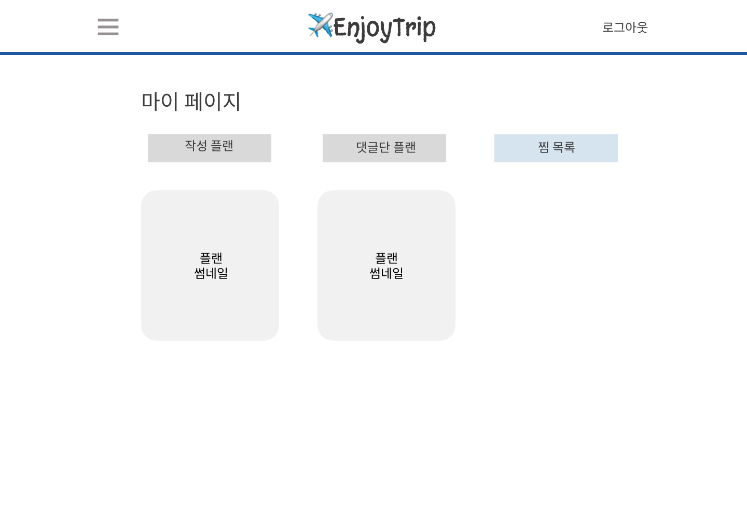 EnjoyTrip
로그아웃
마이 페이지
작성 플랜
댓글단 플랜
찜 목록
플랜
썸네일
플랜
썸네일